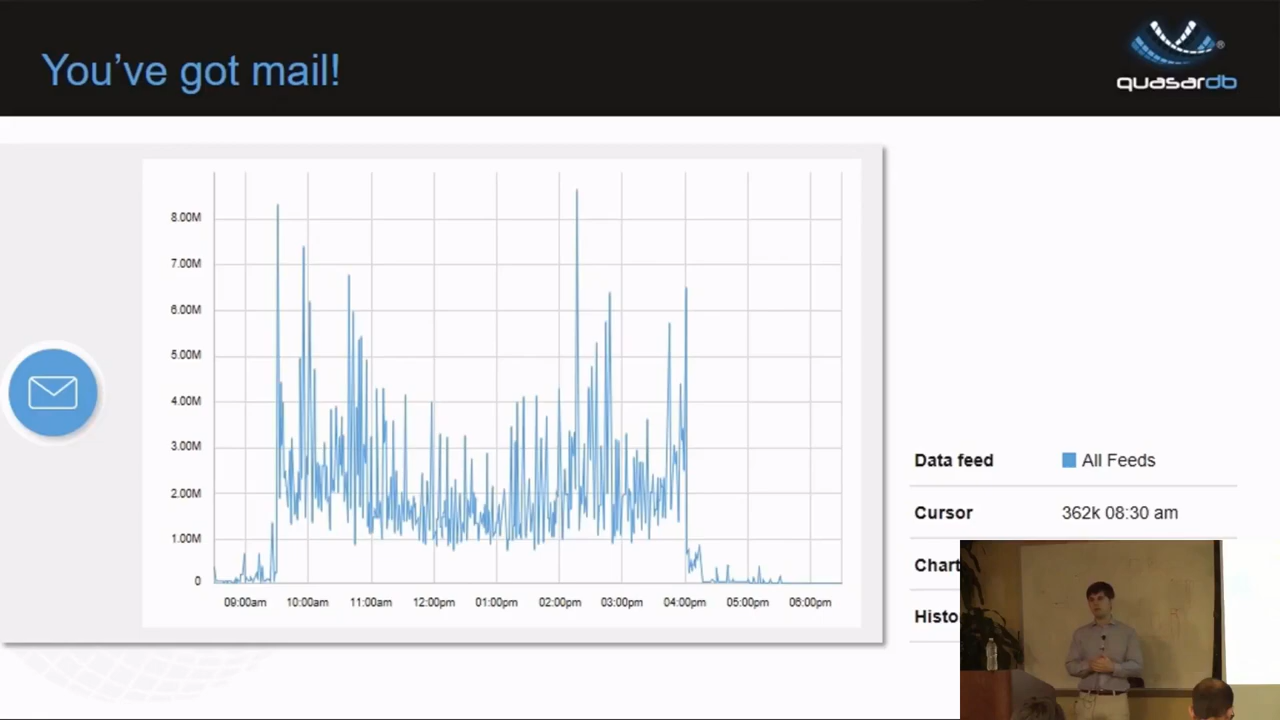 You've got mail!
quasardb®
8.00M
7.00M
6.00M
5.00M
4.00M
3.00M
2.00M
1.00M
0
09:00am 10:00am 11:00am 12:00pm 01:00pm 02:00pm 03:00pm 04:00pm 05:00pm 06:00pm
Data feed All Feeds
Cursor 362k 08:30 am
Chart
Histo